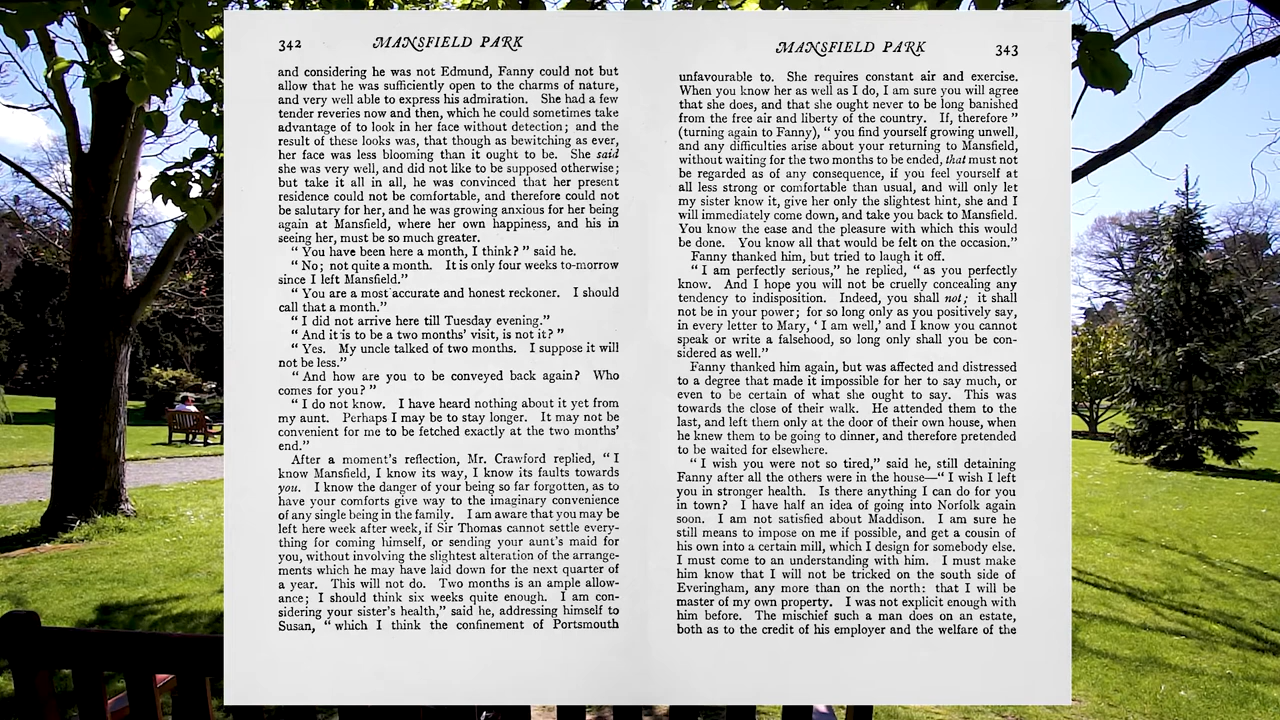 342 MANSFIELD PARK
and considering he was not Edmund, Fanny could not but
allow that he was sufficiently open to the charms of nature,
and very well able to express his admiration. She had a few
tender reveries now and then, which he could sometimes take
advantage of to look in her face without detection; and the
result of these looks was, that though as bewitching as ever,
her face was less blooming than it ought to be. She said
she was very well, and did not like to be supposed otherwise;
but take it all in all, he was convinced that her present
residence could not be comfortable, and therefore could not
be salutary for her, and he was growing anxious for her being
again at Mansfield, where her own happiness, and his in
seeing her, must be so much greater.
“ You have been here a month, I think? ” said he.
“ No; not quite a month. It is only four weeks to-morrow
since I left Mansfield.”
“ You are a most accurate and honest reckoner. I should
call that a month.”
“ I did not arrive here till Tuesday evening.”
“ And it is to be a two months’ visit, is not it? ”
“ Yes. My uncle talked of two months. I suppose it will
not be less.”
“ And how are you to be conveyed back again? Who
comes for you? ”
“ I do not know. I have heard nothing about it yet from
my aunt. Perhaps I may be to stay longer. It may not be
convenient for me to be fetched exactly at the two months’
end.”
After a moment’s reflection, Mr. Crawford replied, “ I
know Mansfield, I know its way, I know its faults towards
you. I know the danger of your being so far forgotten, as to
have your comforts give way to the imaginary convenience
of any single being in the family. I am aware that you may be
left here week after week, if Sir Thomas cannot settle every-
thing for coming himself, or sending your aunt’s maid for
you, without involving the slightest alteration of the arrange-
ments which he may have laid down for the next quarter of
a year. This will not do. Two months is an ample allow-
ance; I should think six weeks quite enough. I am con-
sidering your sister’s health,” said he, addressing himself to
Susan, “ which I think the confinement of Portsmouth
MANSFIELD PARK 343
unfavourable to. She requires constant air and exercise.
When you know her as well as I do, I am sure you will agree
that she does, and that she ought never to be long banished
from the free air and liberty of the country. If, therefore ”
(turning again to Fanny), “ you find yourself growing unwell,
and any difficulties arise about your returning to Mansfield,
without waiting for the two months to be ended, that must not
be regarded as of any consequence, if you feel yourself at
all less strong or comfortable than usual, and will only let
my sister know it, give her only the slightest hint, she and I
will immediately come down, and take you back to Mansfield.
You know the ease and the pleasure with which this would
be done. You know all that would be felt on the occasion.”
Fanny thanked him, but tried to laugh it off.
“ I am perfectly serious,” he replied, “ as you perfectly
know. And I hope you will not be cruelly concealing any
tendency to indisposition. Indeed, you shall not; it shall
not be in your power; for so long only as you positively say,
in every letter to Mary, ‘ I am well,’ and I know you cannot
speak or write a falsehood, so long only shall you be con-
sidered as well.”
Fanny thanked him again, but was affected and distressed
to a degree that made it impossible for her to say much, or
even to be certain of what she ought to say. This was
towards the close of their walk. He attended them to the
last, and left them only at the door of their own house, when
he knew them to be going to dinner, and therefore pretended
to be waited for elsewhere.
“ I wish you were not so tired,” said he, still detaining
Fanny after all the others were in the house—“ I wish I left
you in stronger health. Is there anything I can do for you
in town? I have half an idea of going into Norfolk again
soon. I am not satisfied about Maddison. I am sure he
still means to impose on me if possible, and get a cousin of
his own into a certain mill, which I design for somebody else.
I must come to an understanding with him. I must make
him know that I will not be tricked on the south side of
Everingham, any more than on the north: that I will be
master of my own property. I was not explicit enough with
him before. The mischief such a man does on an estate,
both as to the credit of his employer and the welfare of the